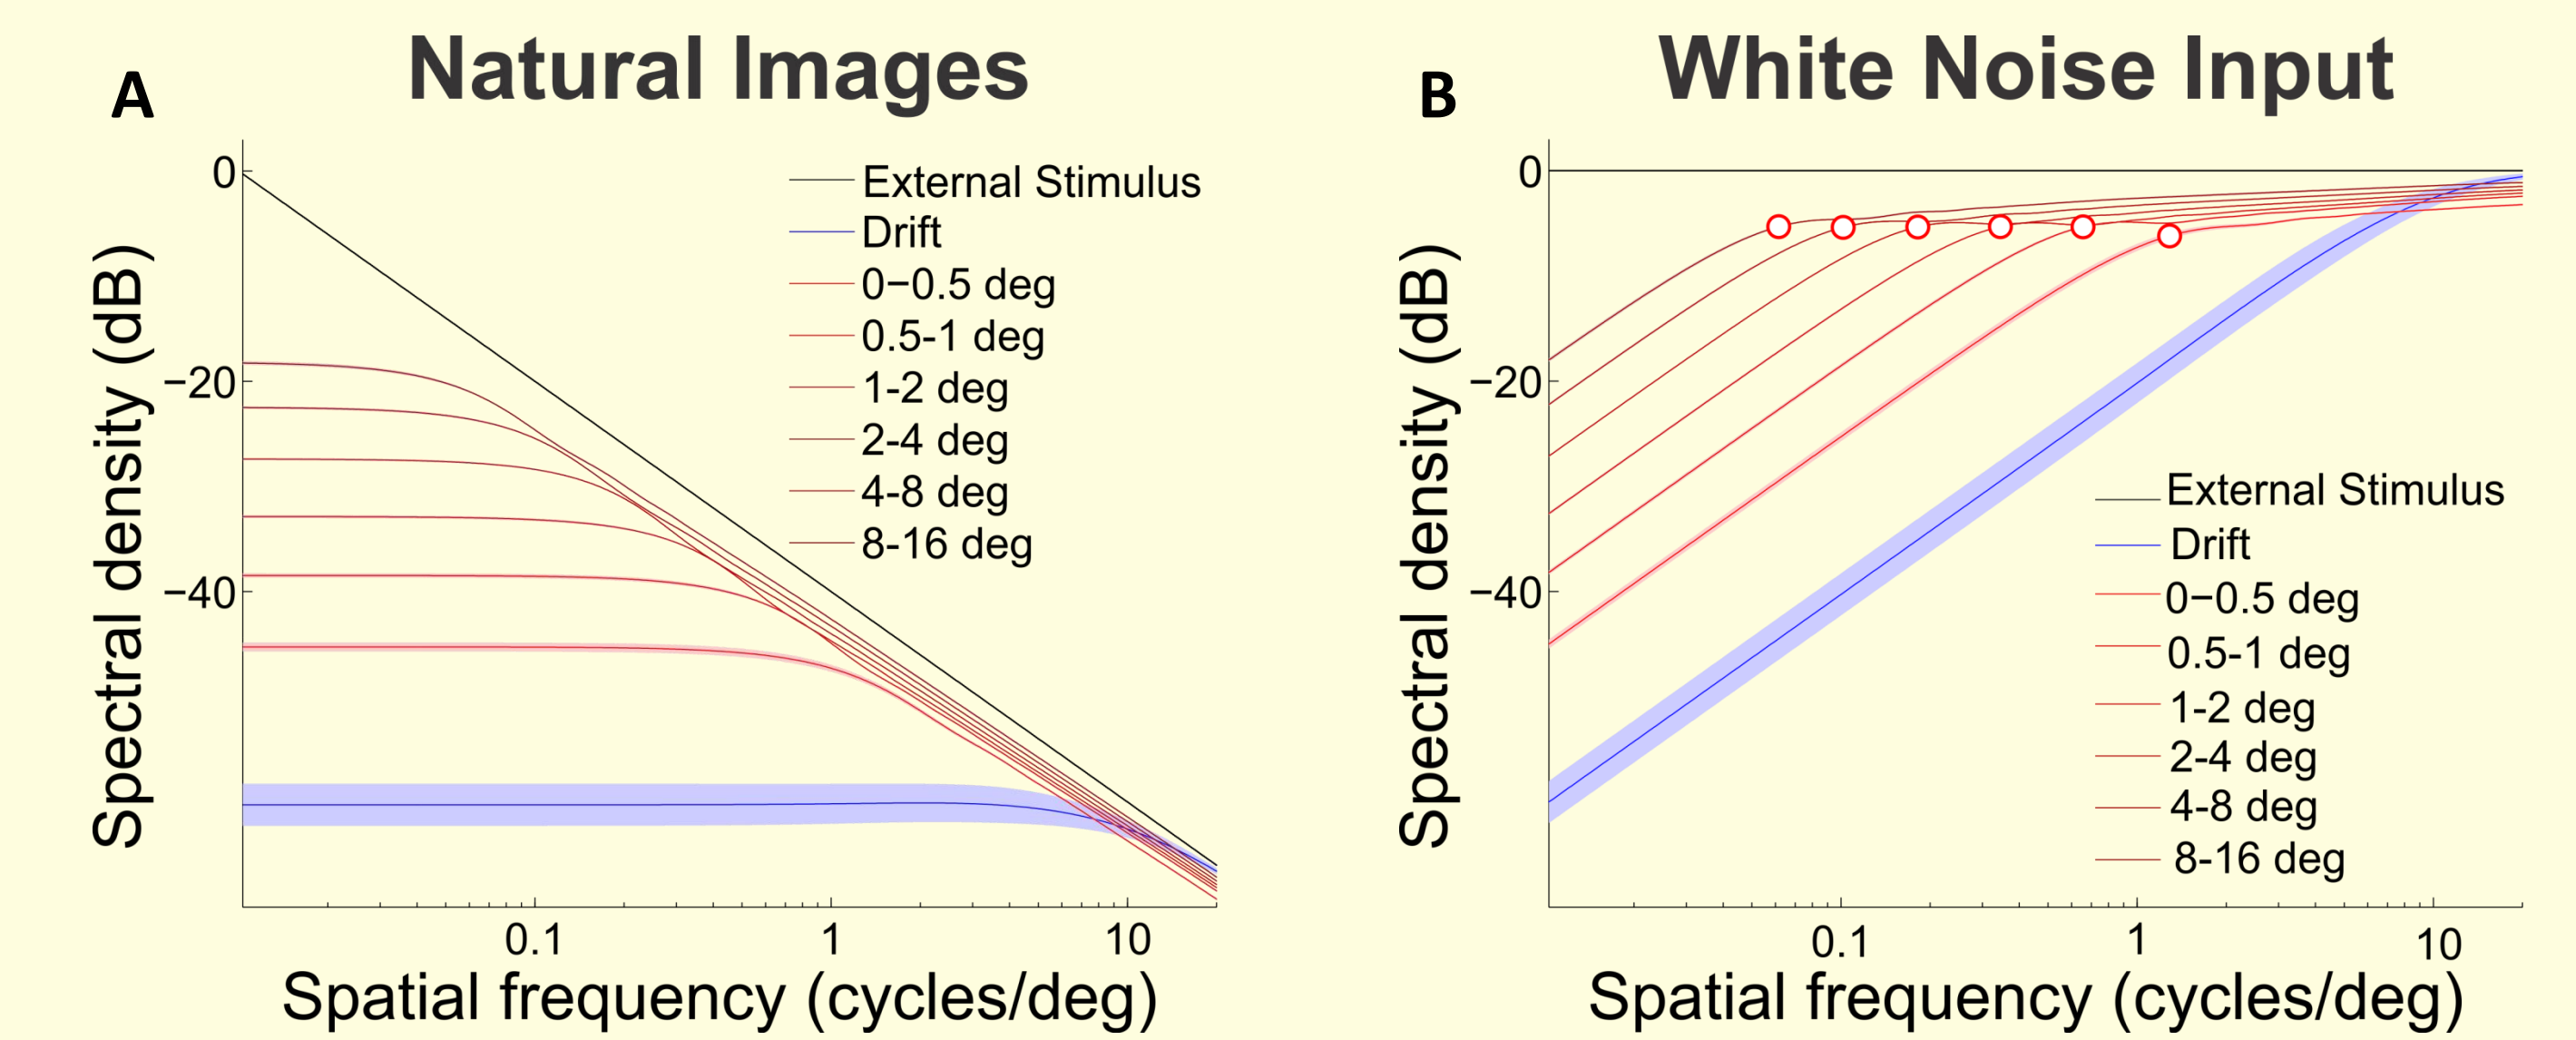 A
Natural Images
0
−20
−40
Spectral density (dB)
External Stimulus
Drift
0−0.5 deg
0.5-1 deg
1-2 deg
2-4 deg
4-8 deg
8-16 deg
0.1
1
10
Spatial frequency (cycles/deg)
B
White Noise Input
0
−20
−40
Spectral density (dB)
External Stimulus
Drift
0−0.5 deg
0.5-1 deg
1-2 deg
2-4 deg
4-8 deg
8-16 deg
0.1
1
10
Spatial frequency (cycles/deg)